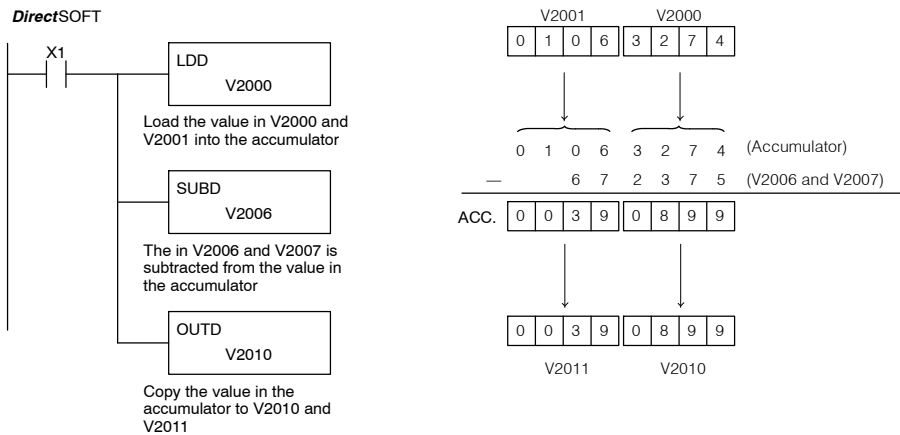 DirectSOFT
X1
LDD
V2000
Load the value in V2000 and
V2001 into the accumulator
SUBD
V2006
The in V2006 and V2007 is
subtracted from the value in
the accumulator
OUTD
V2010
Copy the value in the
accumulator to V2010 and
V2011
V2001 V2000
0 1 0 6 3 2 7 4
0 1 0 6 3 2 7 4 (Accumulator)
— 6 7 2 3 7 5 (V2006 and V2007)
ACC. 0 0 3 9 0 8 9 9
0 0 3 9 0 8 9 9
V2011 V2010